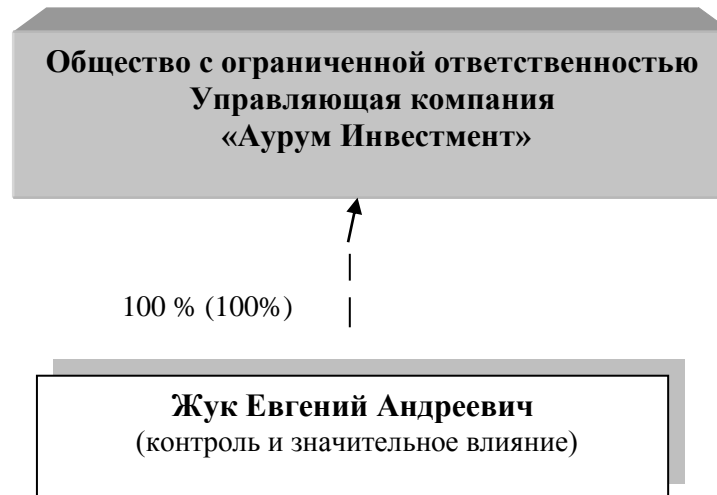 Общество с ограниченной ответственностью
Управляющая компания
«Аурум Инвестмент»
100 % (100%)
Жук Евгений Андреевич
(контроль и значительное влияние)